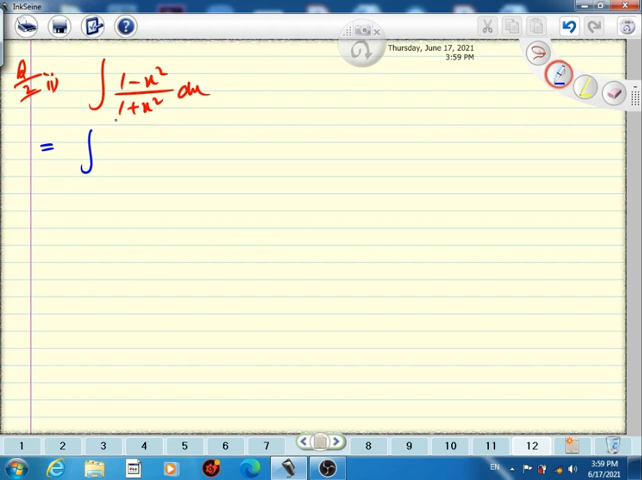 InkSeine
Thursday, June 17, 2021
3:59 PM
Q/2 ii) ∫ (1-x²)/(1+x²) dx
= ∫
1 2 3 4 5 6 7 8 9 10 11 12
EN 3:59 PM
6/17/2021